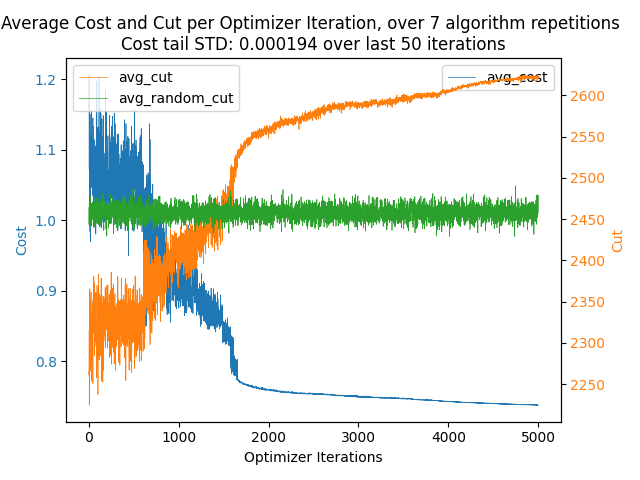 Average Cost and Cut per Optimizer Iteration, over 7 algorithm repetitions
Cost tail STD: 0.000194 over last 50 iterations
avg_cut
avg_random_cut
avg_cost
1.2
1.1
1.0
0.9
0.8
Cost
2600
2550
2500
2450
2400
2350
2300
2250
Cut
0 1000 2000 3000 4000 5000
Optimizer Iterations